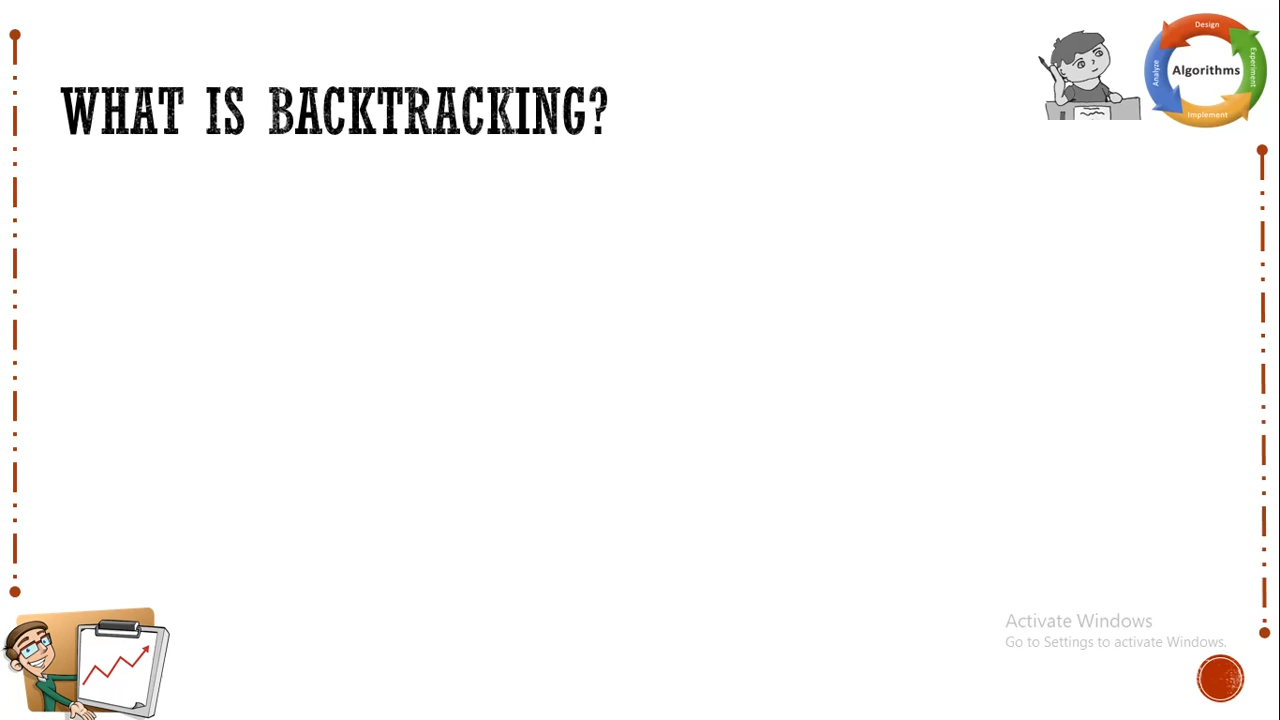 WHAT IS BACKTRACKING?
Design
Analyze
Algorithms
Experiment
Implement
Activate Windows
Go to Settings to activate Windows.